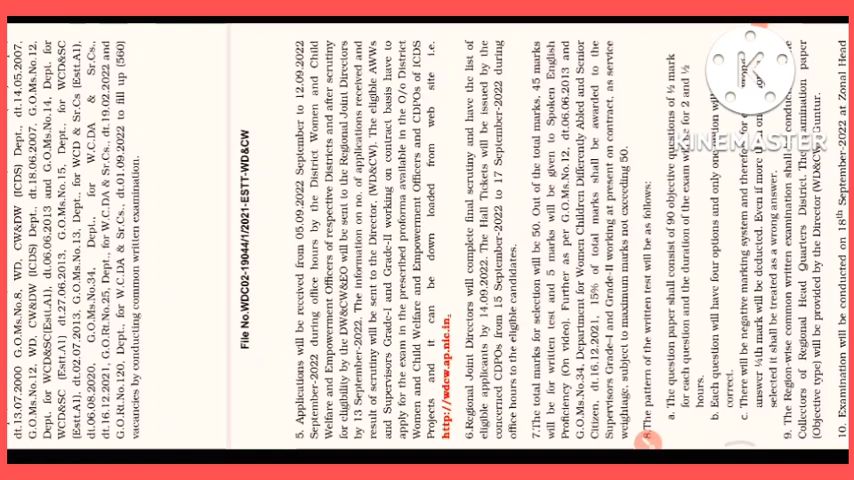 dt.13.07.2000 G.O.Ms.No.8, WD, CW&DW (ICDS) Dept., dt.14.05.2007,
G.O.Ms.No.12, WD, CW&DW (ICDS) Dept., dt.18.06.2007, G.O.Ms.No.12,
Dept. for WCD&SC(Estt.A1), dt.06.06.2013 and G.O.Ms.No.14, Dept. for
WCD&SC (Estt.A1) dt.27.06.2013, G.O.Ms.No.15, Dept., for WCD&SC
(Estt.A1), dt.02.07.2013, G.O.Ms.No.13, Dept., for WCD & Sr.Cs (Estt.A1),
dt.06.08.2020, G.O.Ms.No.34, Dept., for W.C.DA & Sr.Cs.,
dt.16.12.2021, G.O.Rt.No.25, Dept., for W.C.DA & Sr.Cs., dt.19.02.2022 and
G.O.Rt.No.120, Dept., for W.C.DA & Sr.Cs., dt.01.09.2022 to fill up (560)
vacancies by conducting common written examination.
File No.WDC02-19044/1/2021-ESTT-WD&CW
5. Applications will be received from 05.09.2022 September to 12.09.2022
September-2022 during office hours by the District Women and Child
Welfare and Empowerment Officers of respective Districts and after scrutiny
for eligibility by the DW&CW&EO will be sent to the Regional Joint Directors
by 13 September-2022. The information on no. of applications received and
result of scrutiny will be sent to the Director. (WD&CW). The eligible AWWs
and Supervisors Grade-I and Grade-II working on contract basis have to
apply for the exam in the prescribed proforma available in the O/o District
Women and Child Welfare and Empowerment Officers and CDPOs of ICDS
Projects and it can be down loaded from web site i.e.
http://wdcw.ap.nic.in.
6.Regional Joint Directors will complete final scrutiny and have the list of
eligible applicants by 14.09.2022. The Hall Tickets will be issued by the
concerned CDPOs from 15 September-2022 to 17 September-2022 during
office hours to the eligible candidates.
7.The total marks for selection will be 50. Out of the total marks, 45 marks
will be for written test and 5 marks will be given to Spoken English
Proficiency (On video). Further as per G.O.Ms.No.12, dt.06.06.2013 and
G.O.Ms.No.34, Department for Women Children Differently Abled and Senior
Citizen, dt.16.12.2021, 15% of total marks shall be awarded to the
Supervisors Grade-I and Grade-II working at present on contract, as service
weightage, subject to maximum marks not exceeding 50.
8.The pattern of the written test will be as follows:
a. The question paper shall consist of 90 objective questions of ½ mark
for each question and the duration of the exam will be for 2 and ½
hours.
b. Each question will have four options and only one option will
correct.
c. There will be negative marking system and therefore for
answer ¼th mark will be deducted. Even if more than on
selected it shall be treated as a wrong answer.
9. The Region-wise common written examination shall be conduc
Collectors of Regional Head Quarters District. The examination paper
(Objective type) will be provided by the Director (WD&CW), Guntur.
10. Examination will be conducted on 18th September-2022 at Zonal Head
KINEMASTER